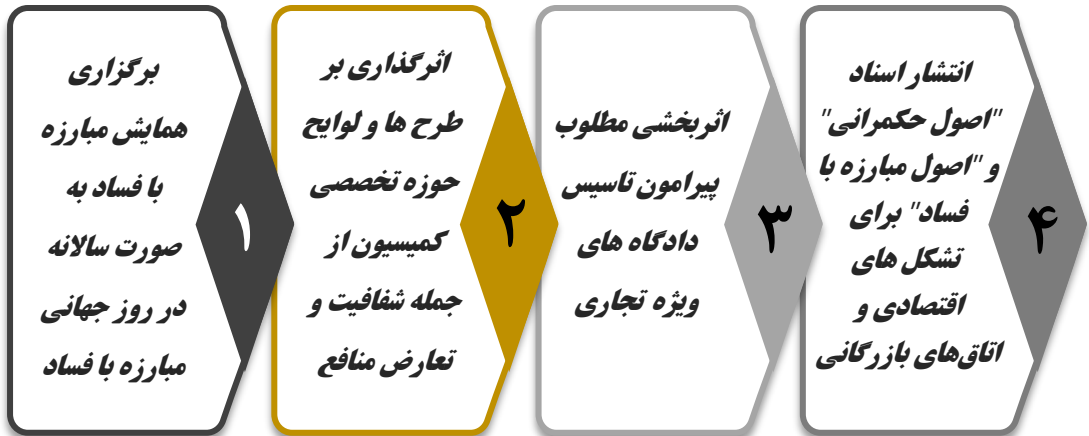 برگزاری
همایش مبارزه
با فساد به
صورت سالانه
در روز جهانی
مبارزه با فساد
۱
اثرگذاری بر
طرح ها و لوایح
حوزه تخصصی
کمیسیون از
جمله شفافیت و
تعارض منافع
۲
اثربخشی مطلوب
پیرامون تاسیس
دادگاه های
ویژه تجاری
۳
انتشار اسناد
"اصول حکمرانی"
و "اصول مبارزه با
فساد" برای
تشکل های
اقتصادی و
اتاق‌های بازرگانی
۴